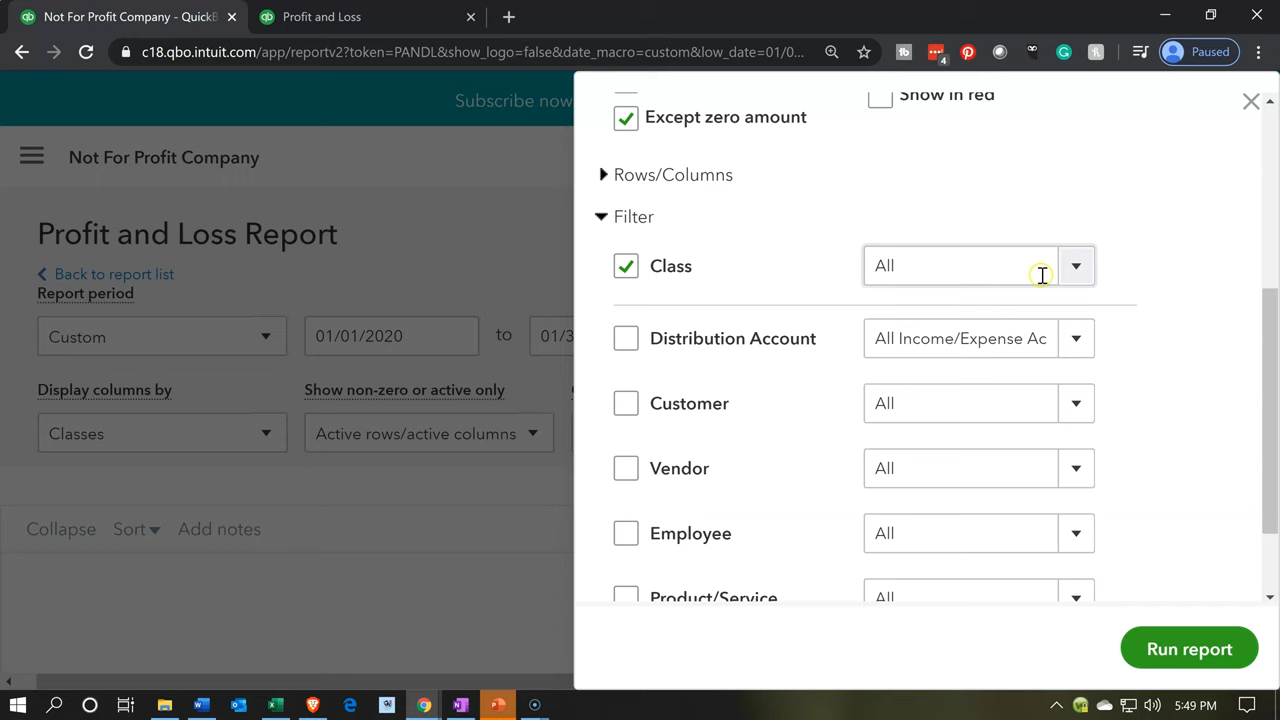 Not For Profit Company - QuickB
Profit and Loss
c18.qbo.intuit.com/app/reportv2?token=PANDL&show_logo=false&date_macro=custom&low_date=01/0...
4
Paused
Subscribe now
Not For Profit Company
Profit and Loss Report
Back to report list
Report period
Custom
01/01/2020
to
01/3
Display columns by
Show non-zero or active only
Classes
Active rows/active columns
Collapse
Sort
Add notes
Show in red
Except zero amount
Rows/Columns
Filter
Class
All
Distribution Account
All Income/Expense Ac
Customer
All
Vendor
All
Employee
All
Product/Service
All
Run report
5:49 PM